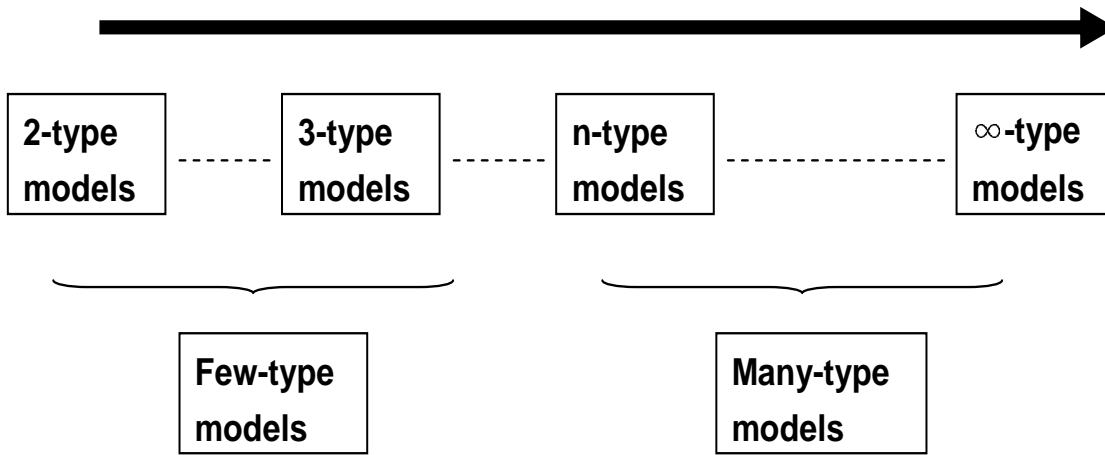 2-type
models
3-type
models
n-type
models
∞-type
models
Few-type
models
Many-type
models